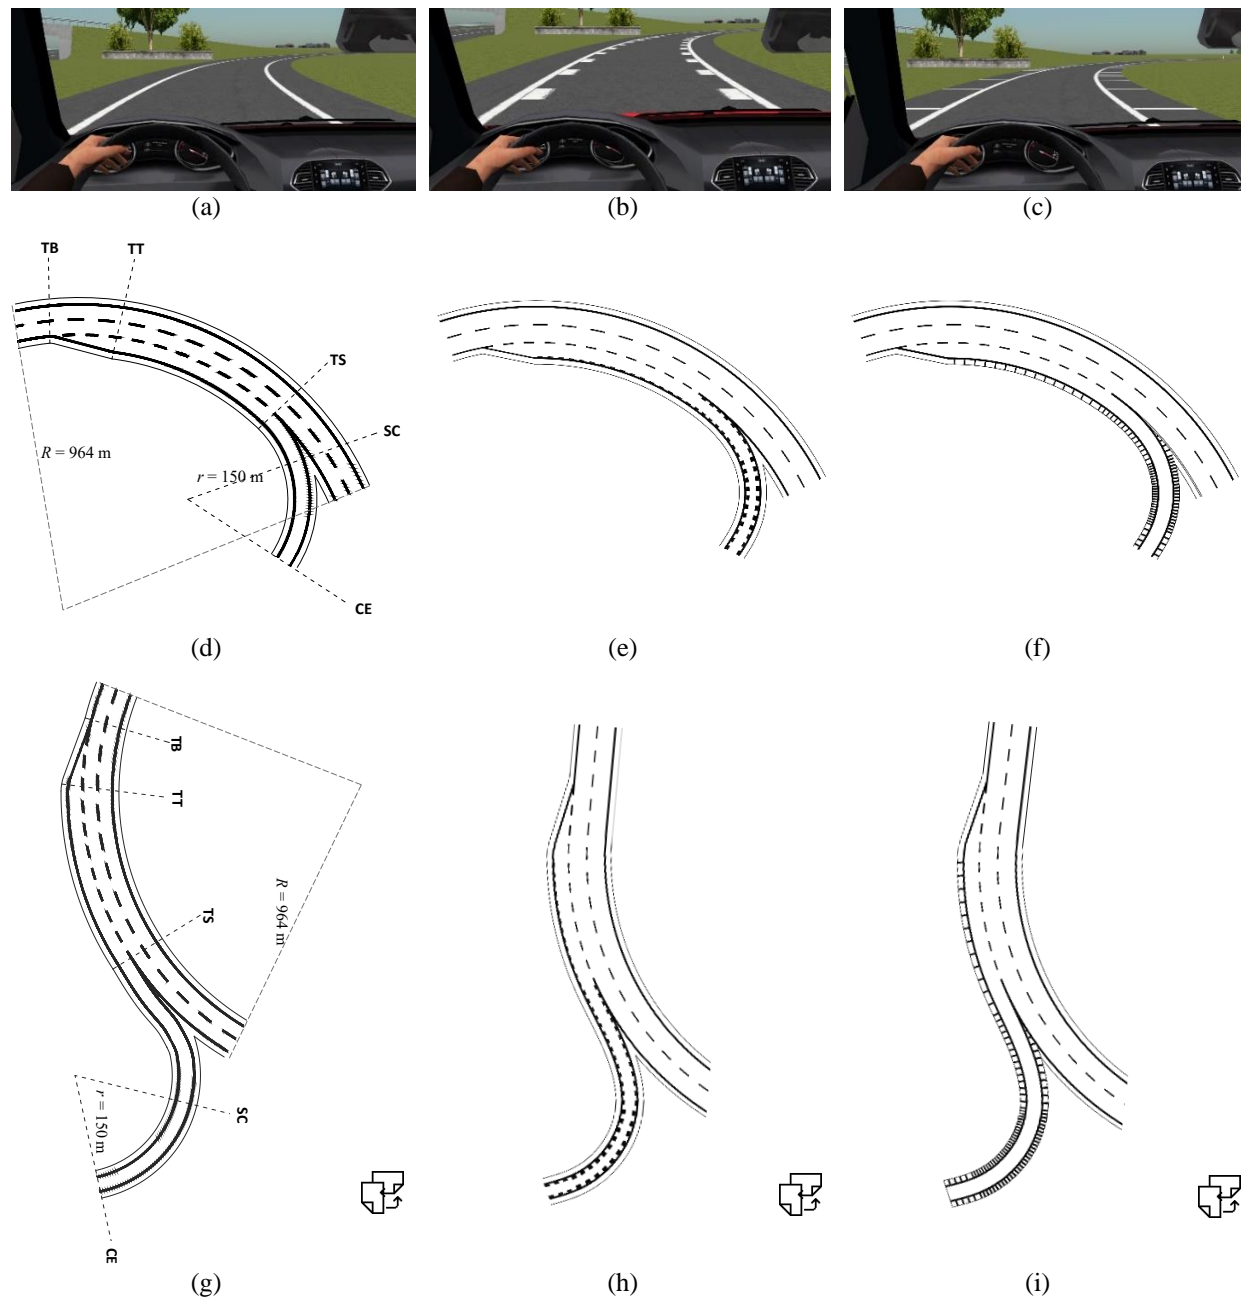 (a)
(b)
(c)
TB
TT
TS
SC
R = 964 m
r = 150 m
CE
(d)
(e)
(f)
TB
TT
TS
R = 964 m
r = 150 m
SC
CE
(g)
(h)
(i)